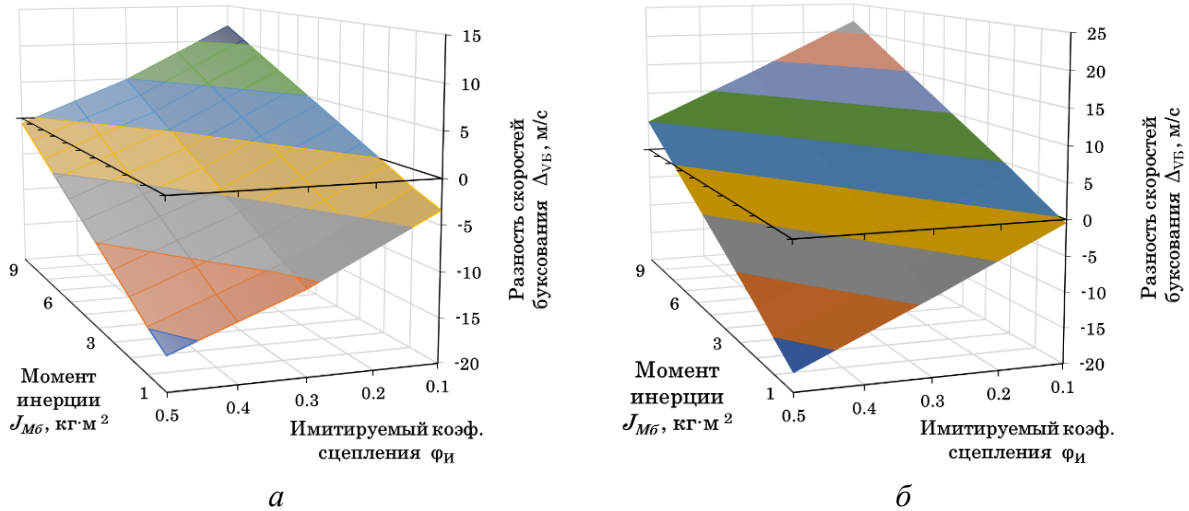 15
10
5
0
-5
-10
-15
-20
Разность скоростей
буксования Δ_VБ, м/с
9
6
3
1
Момент
инерции
J_Мб, кг·м²
0.5
0.4
0.3
0.2
0.1
Имитируемый коэф.
сцепления φ_И
а
25
20
15
10
5
0
-5
-10
-15
-20
Разность скоростей
буксования Δ_VБ, м/с
9
6
3
1
Момент
инерции
J_Мб, кг·м²
0.5
0.4
0.3
0.2
0.1
Имитируемый коэф.
сцепления φ_И
б